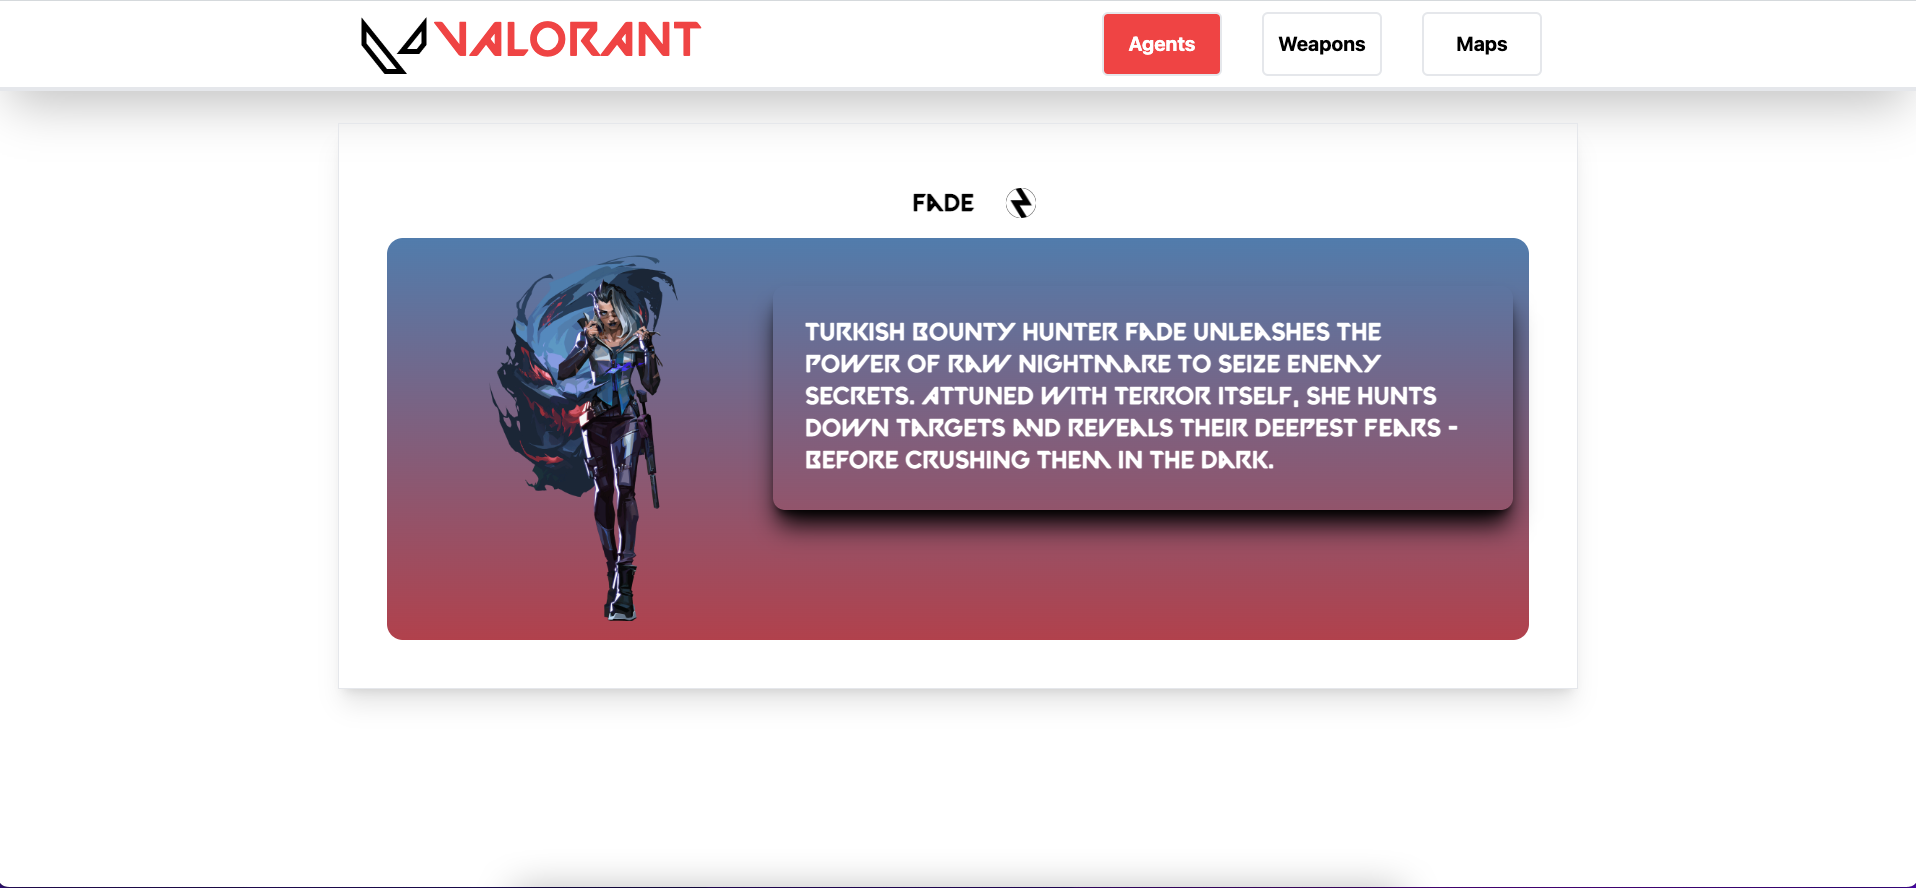 VALORANT
Agents
Weapons
Maps
FADE
TURKISH BOUNTY HUNTER FADE UNLEASHES THE
POWER OF RAW NIGHTMARE TO SEIZE ENEMY
SECRETS. ATTUNED WITH TERROR ITSELF, SHE HUNTS
DOWN TARGETS AND REVEALS THEIR DEEPEST FEARS -
BEFORE CRUSHING THEM IN THE DARK.